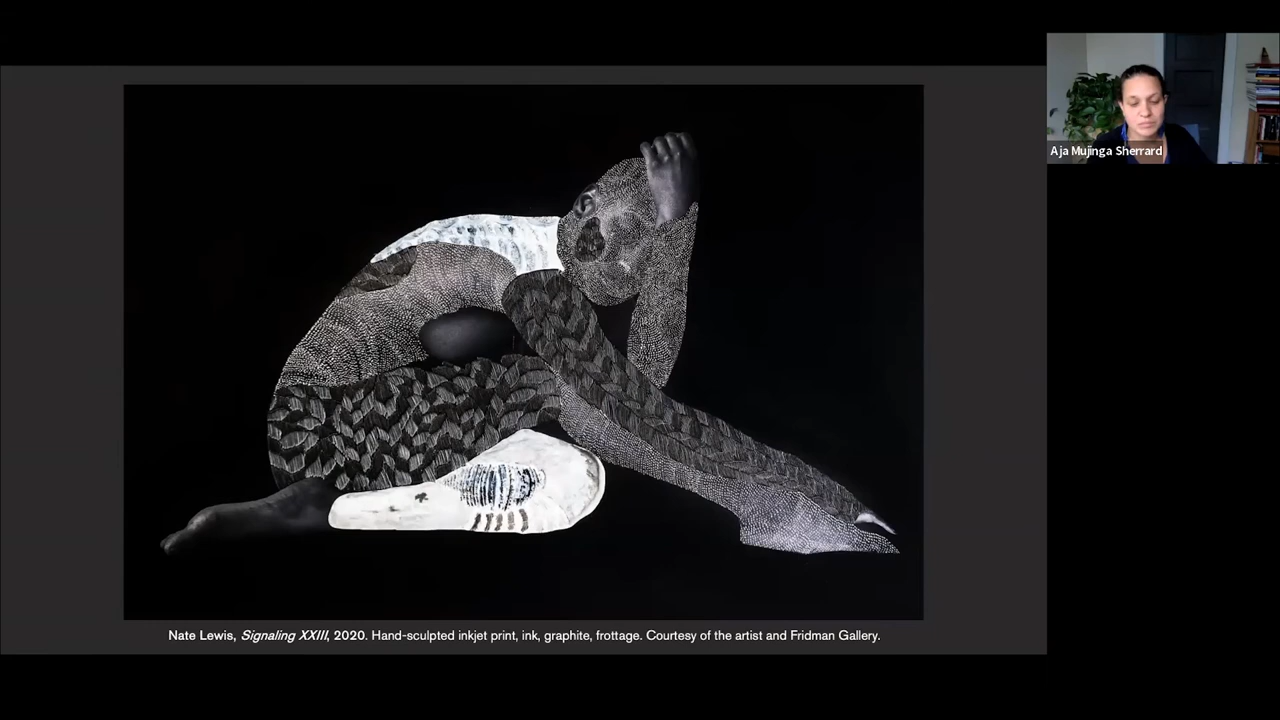 Aja Mujinga Sherrard
Nate Lewis, Signaling XXIII, 2020. Hand-sculpted inkjet print, ink, graphite, frottage. Courtesy of the artist and Fridman Gallery.